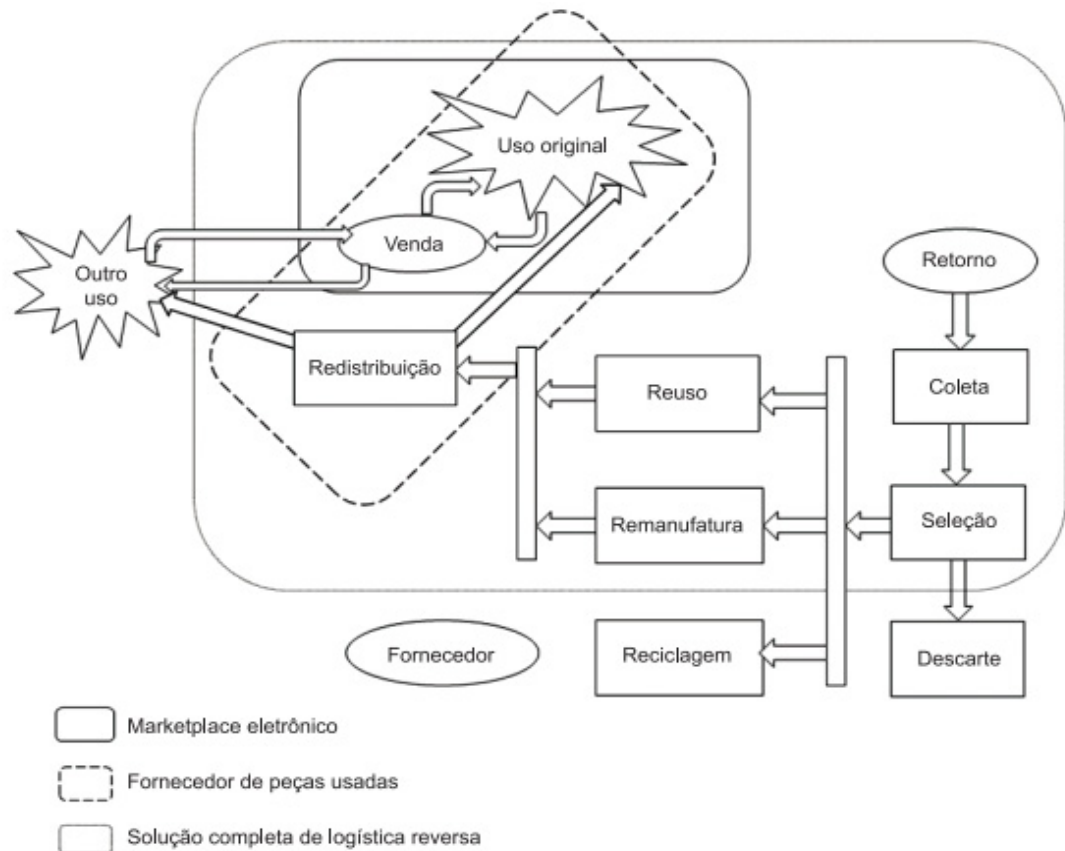 Uso original
Venda
Outro
uso
Retorno
Redistribuição
Reuso
Coleta
Remanufatura
Seleção
Fornecedor
Reciclagem
Descarte
Marketplace eletrônico
Fornecedor de peças usadas
Solução completa de logística reversa